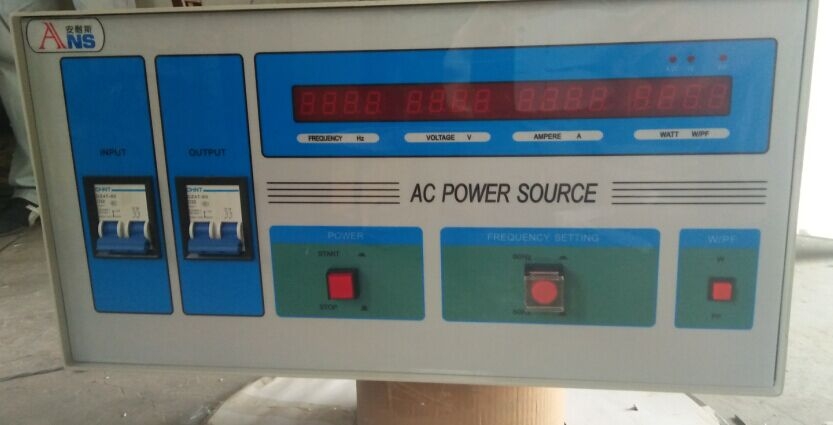 安耐斯
ANS
INPUT
OUTPUT
FREQUENCY Hz
VOLTAGE V
AMPERE A
WATT W/PF
AC POWER SOURCE
CHNT
CHNT
POWER
START
STOP
FREQUENCY SETTING
W/PF
W
PF